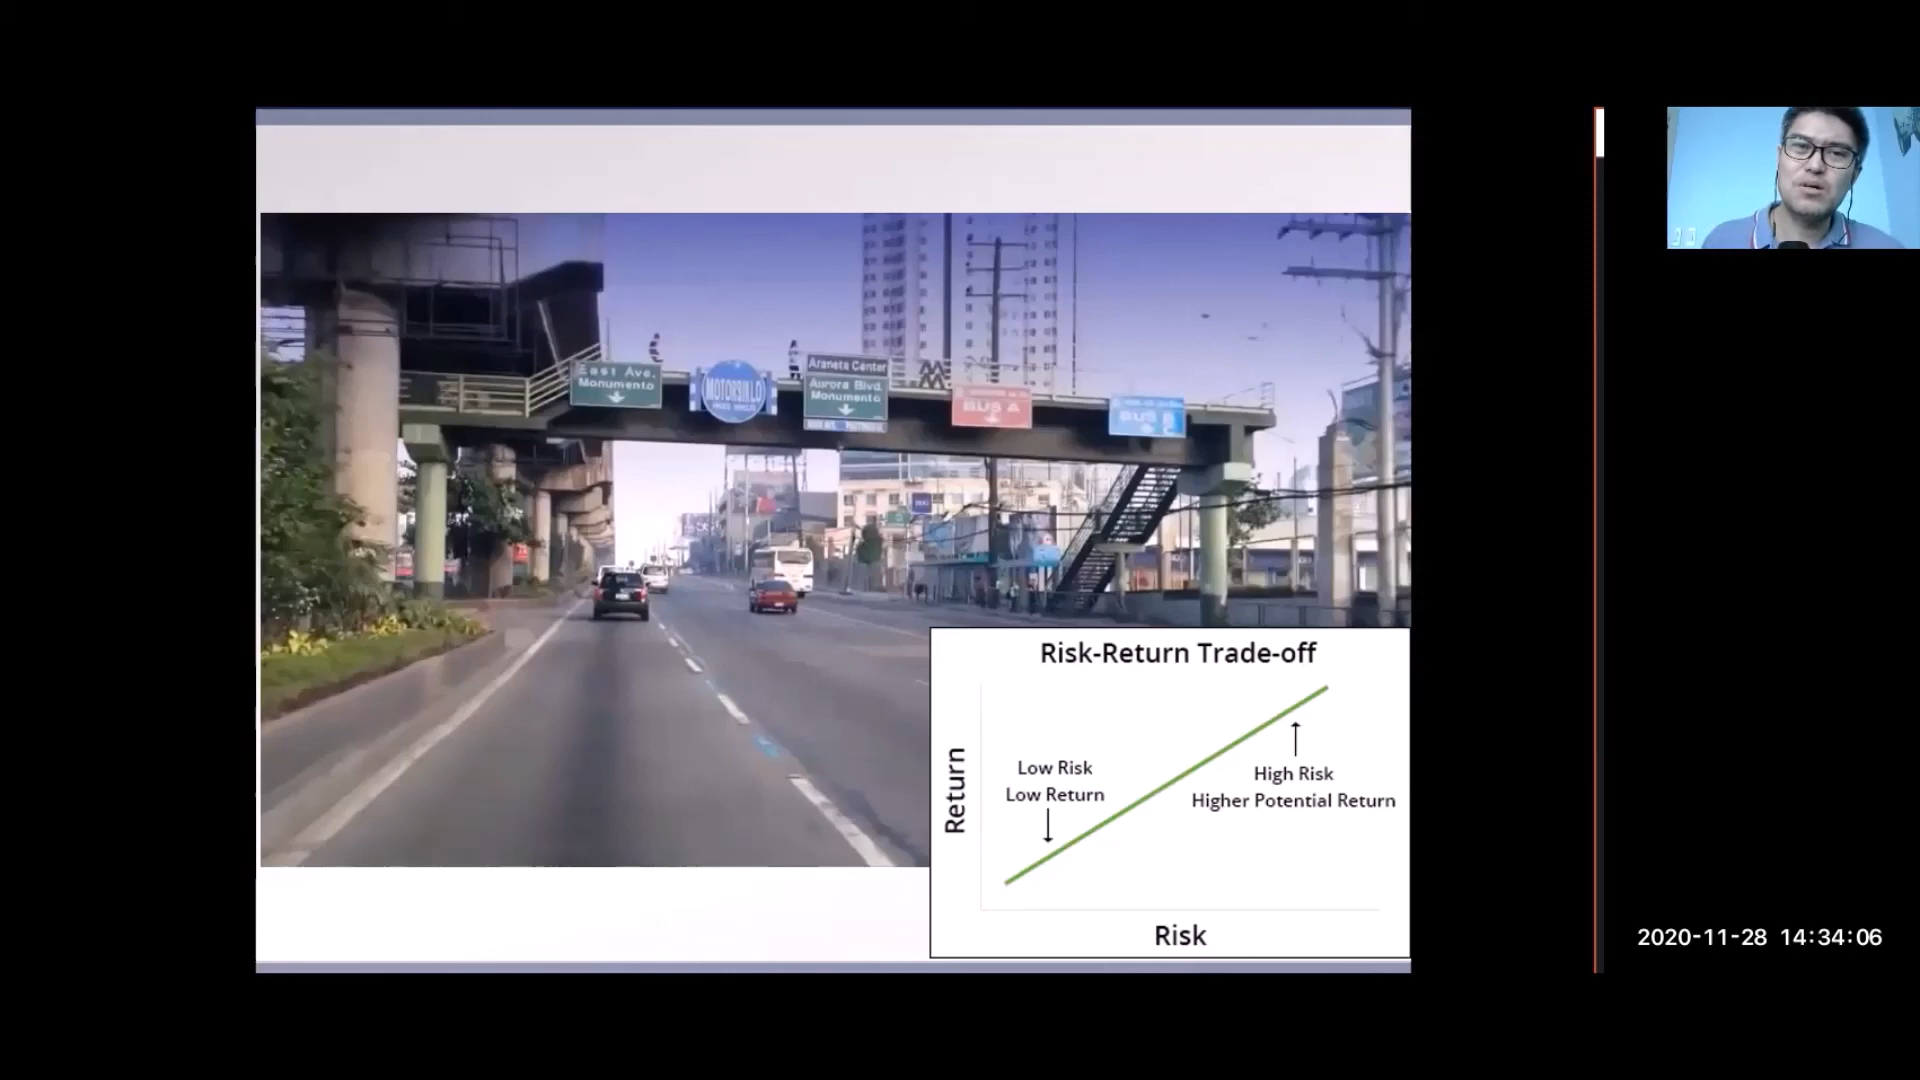 East Ave.
Monumento
MOTORSIKLO
Araneta Center
Aurora Blvd.
Monumento
BUS A
BUS B
Risk-Return Trade-off
Return
Low Risk
Low Return
High Risk
Higher Potential Return
Risk
2020-11-28 14:34:06